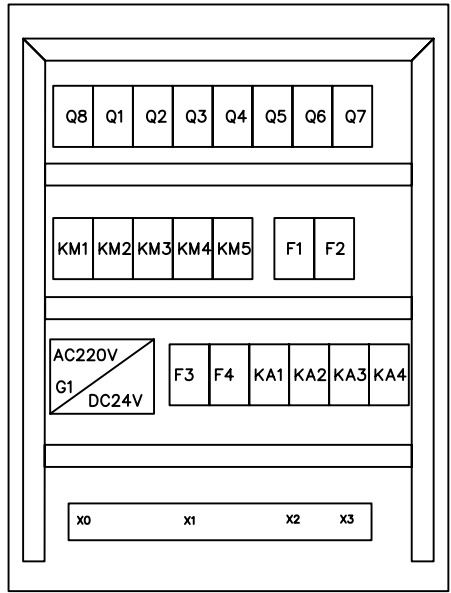 Q8 Q1 Q2 Q3 Q4 Q5 Q6 Q7
KM1 KM2 KM3 KM4 KM5 F1 F2
AC220V
G1
DC24V
F3 F4 KA1 KA2 KA3 KA4
X0 X1 X2 X3